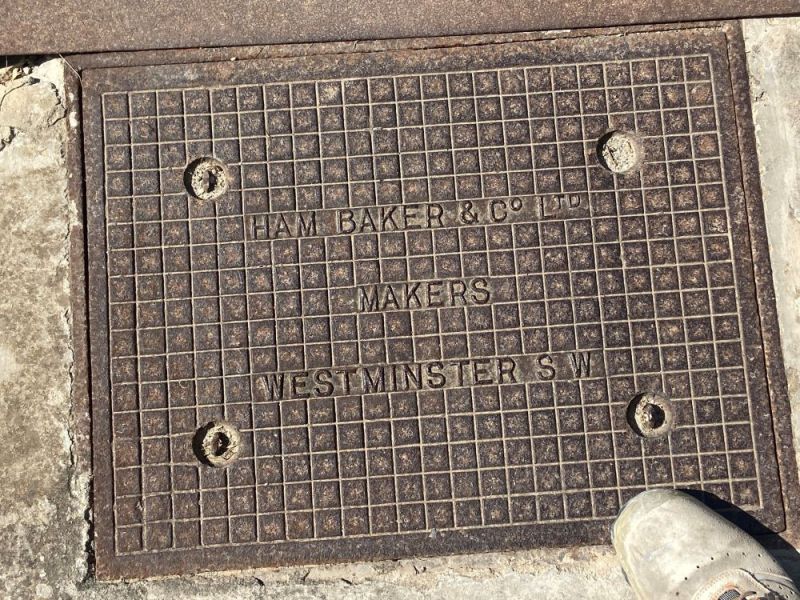 HAM BAKER & Cº LTD
MAKERS
WESTMINSTER S W